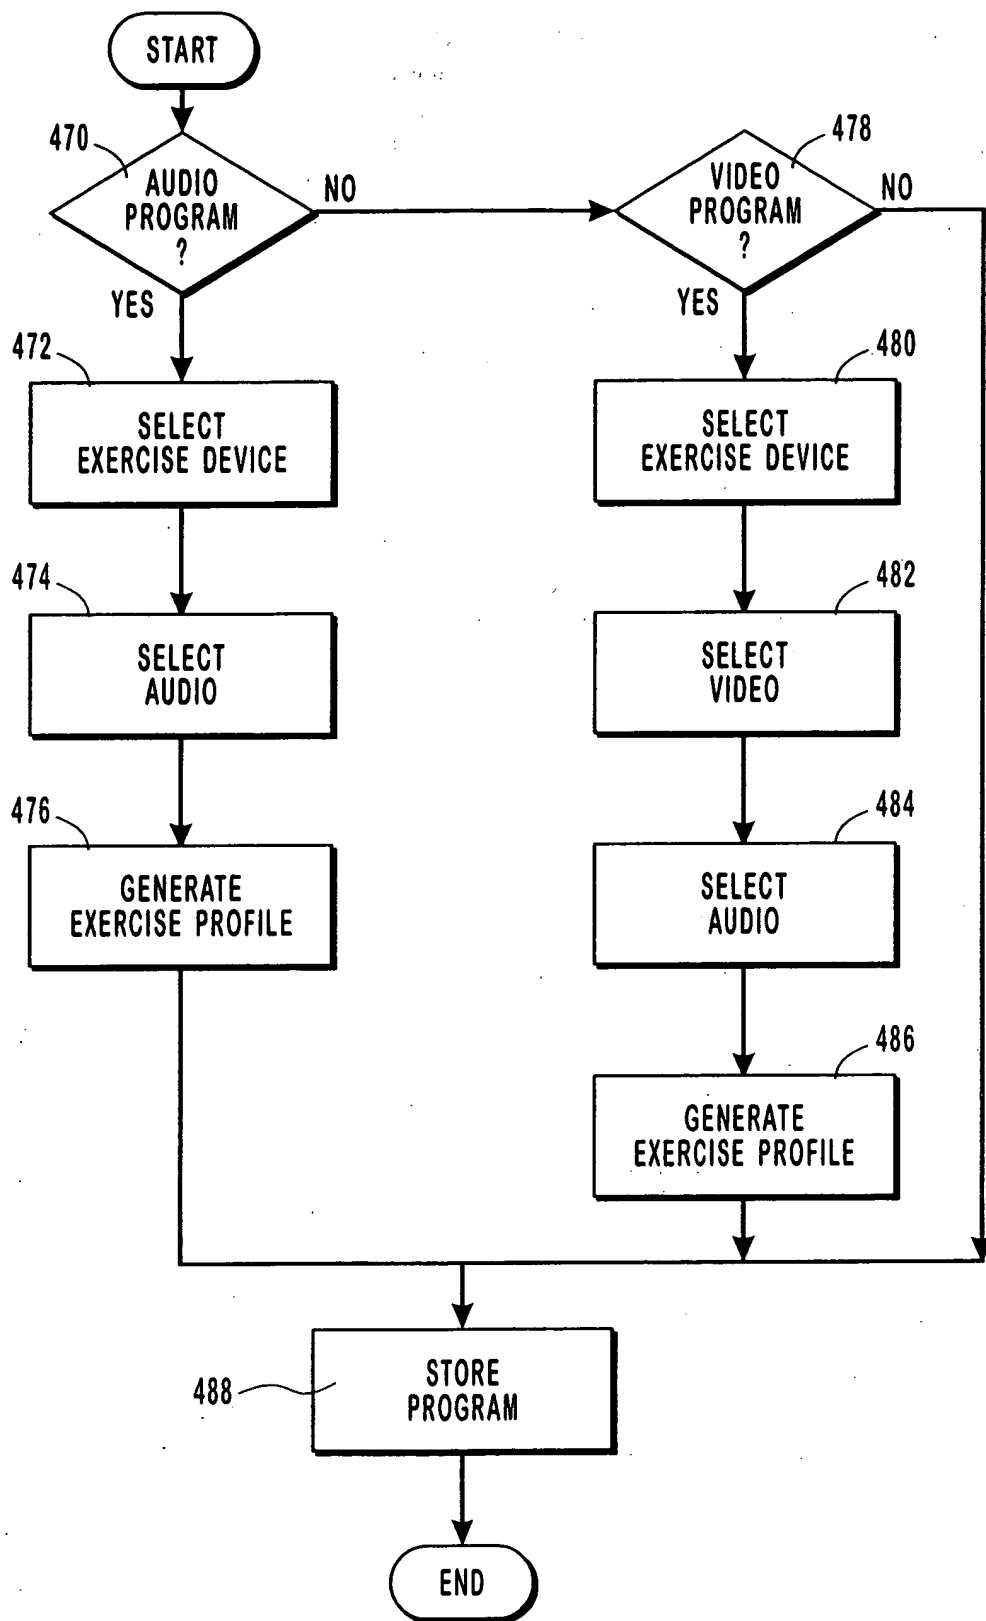 START
470
AUDIO
PROGRAM
?
NO
YES
472
SELECT
EXERCISE DEVICE
474
SELECT
AUDIO
476
GENERATE
EXERCISE PROFILE
478
VIDEO
PROGRAM
?
NO
YES
480
SELECT
EXERCISE DEVICE
482
SELECT
VIDEO
484
SELECT
AUDIO
486
GENERATE
EXERCISE PROFILE
488
STORE
PROGRAM
END